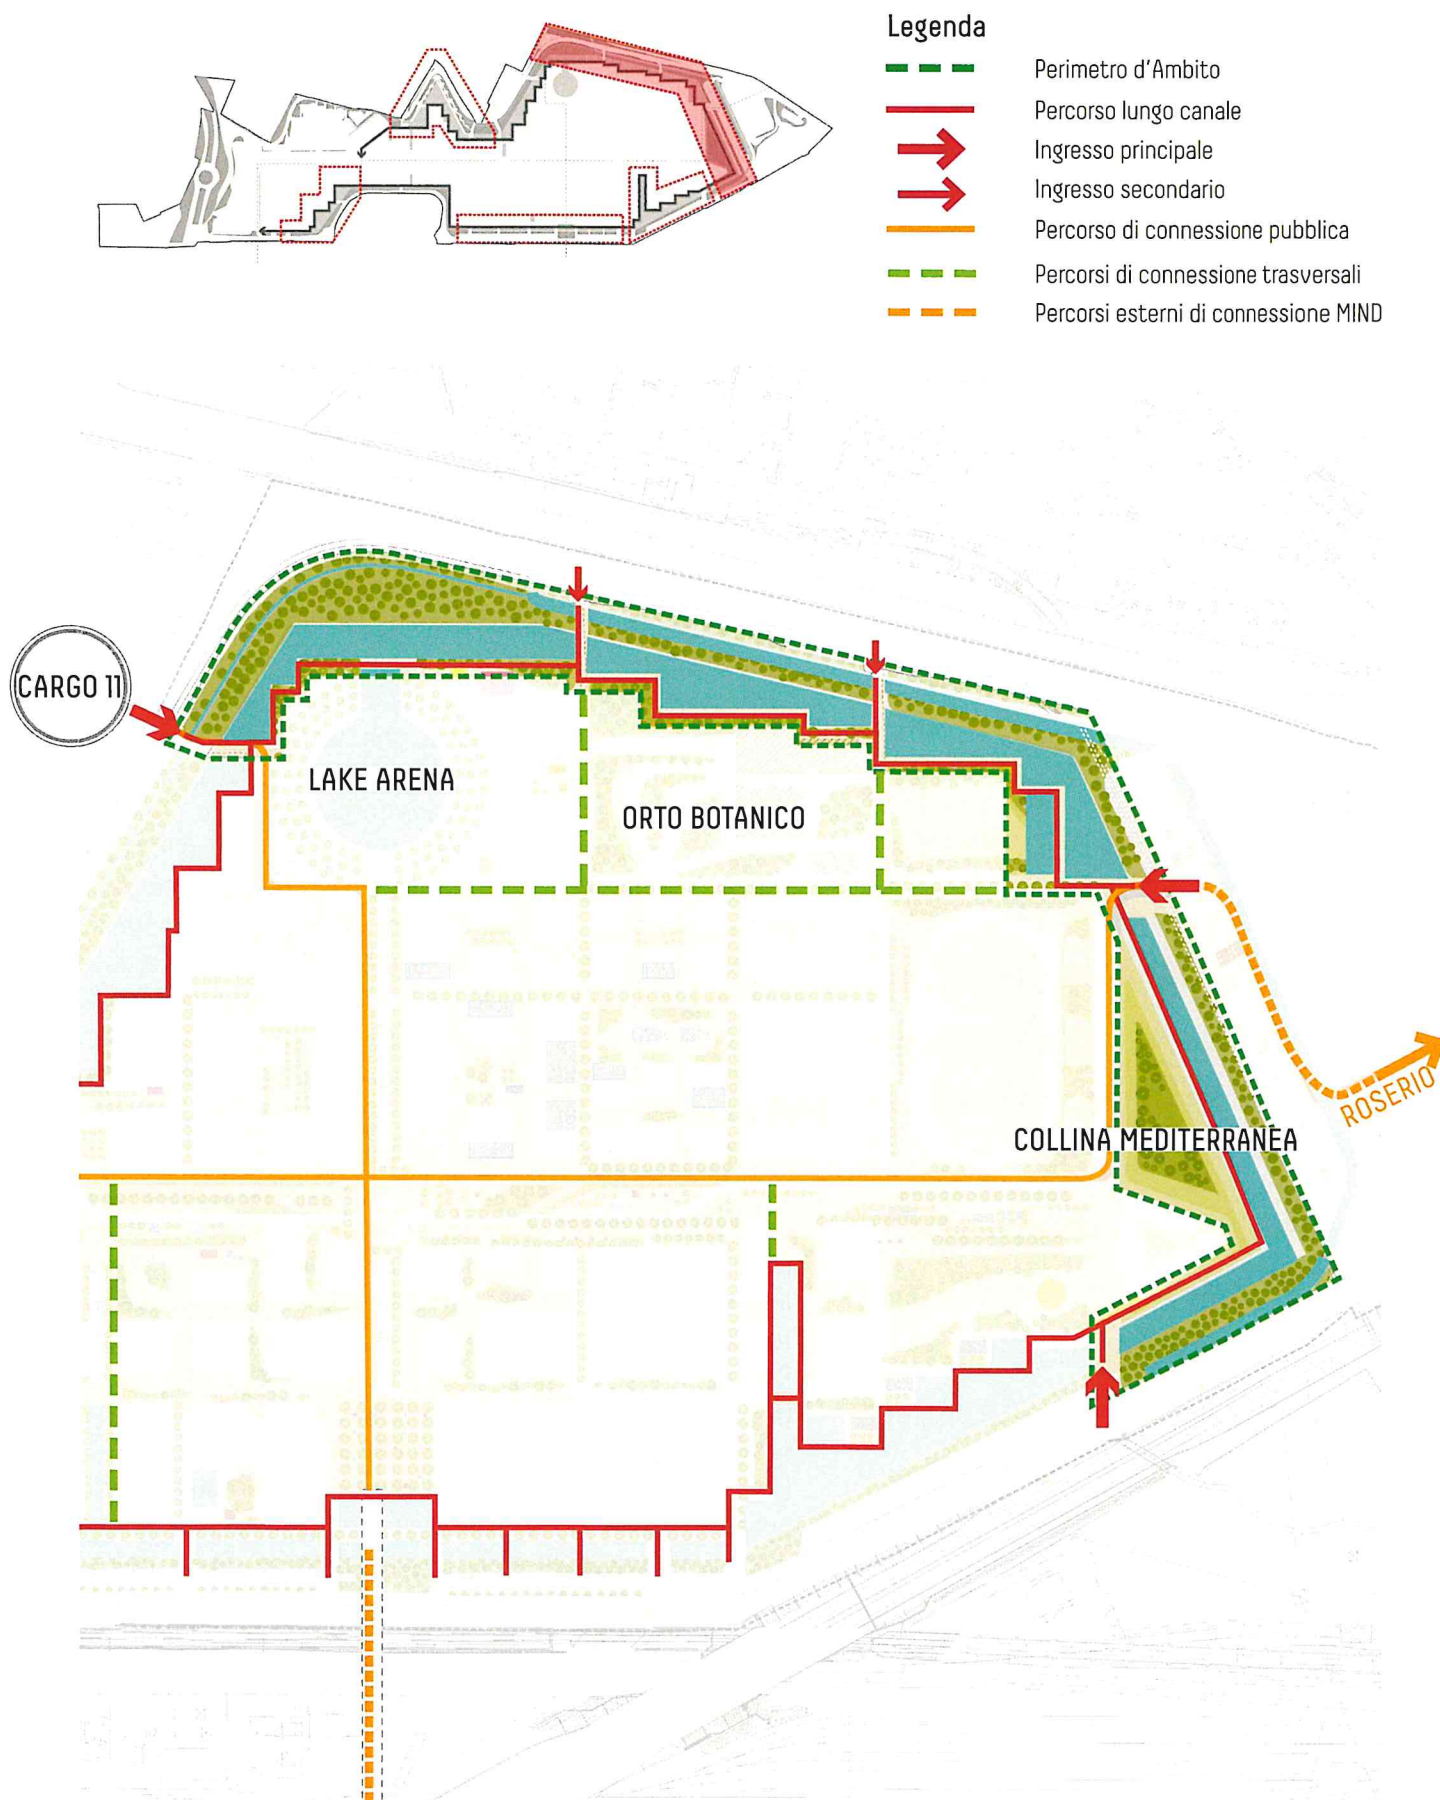 Legenda
Perimetro d'Ambito
Percorso lungo canale
Ingresso principale
Ingresso secondario
Percorso di connessione pubblica
Percorsi di connessione trasversali
Percorsi esterni di connessione MIND
CARGO 11
LAKE ARENA
ORTO BOTANICO
ROSERIO
COLLINA MEDITERRANEA